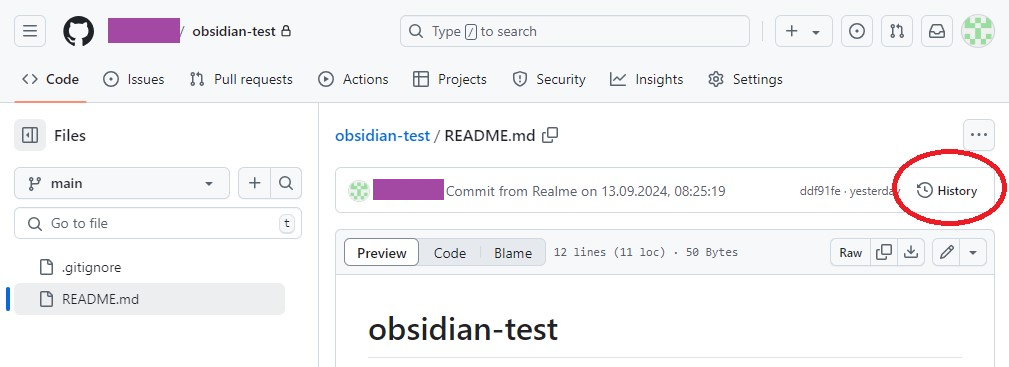 / obsidian-test
Type / to search
Code Issues Pull requests Actions Projects Security Insights Settings
Files
main
Go to file t
.gitignore
README.md
obsidian-test / README.md
Commit from Realme on 13.09.2024, 08:25:19 ddf91fe · yesterday History
Preview Code Blame 12 lines (11 loc) · 50 Bytes Raw
obsidian-test